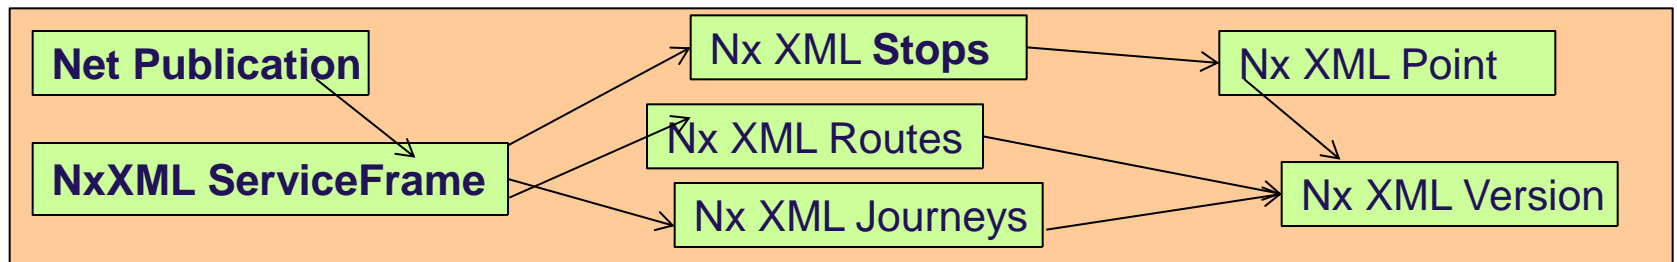 Net Publication
NxXML ServiceFrame
Nx XML Stops
Nx XML Routes
Nx XML Journeys
Nx XML Point
Nx XML Version